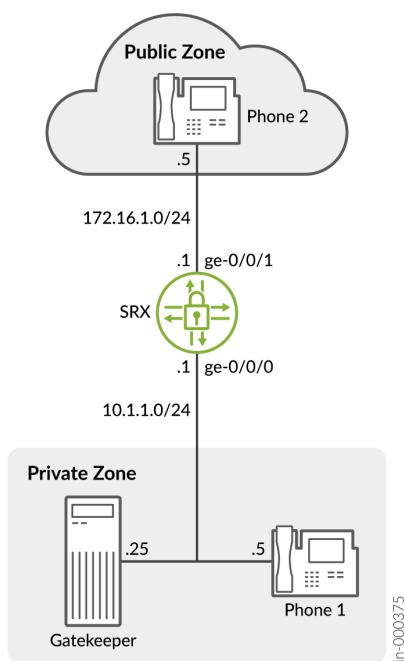 Public Zone
Phone 2
.5
172.16.1.0/24
.1 ge-0/0/1
SRX
.1 ge-0/0/0
10.1.1.0/24
Private Zone
.25
.5
Phone 1
Gatekeeper
in-000375